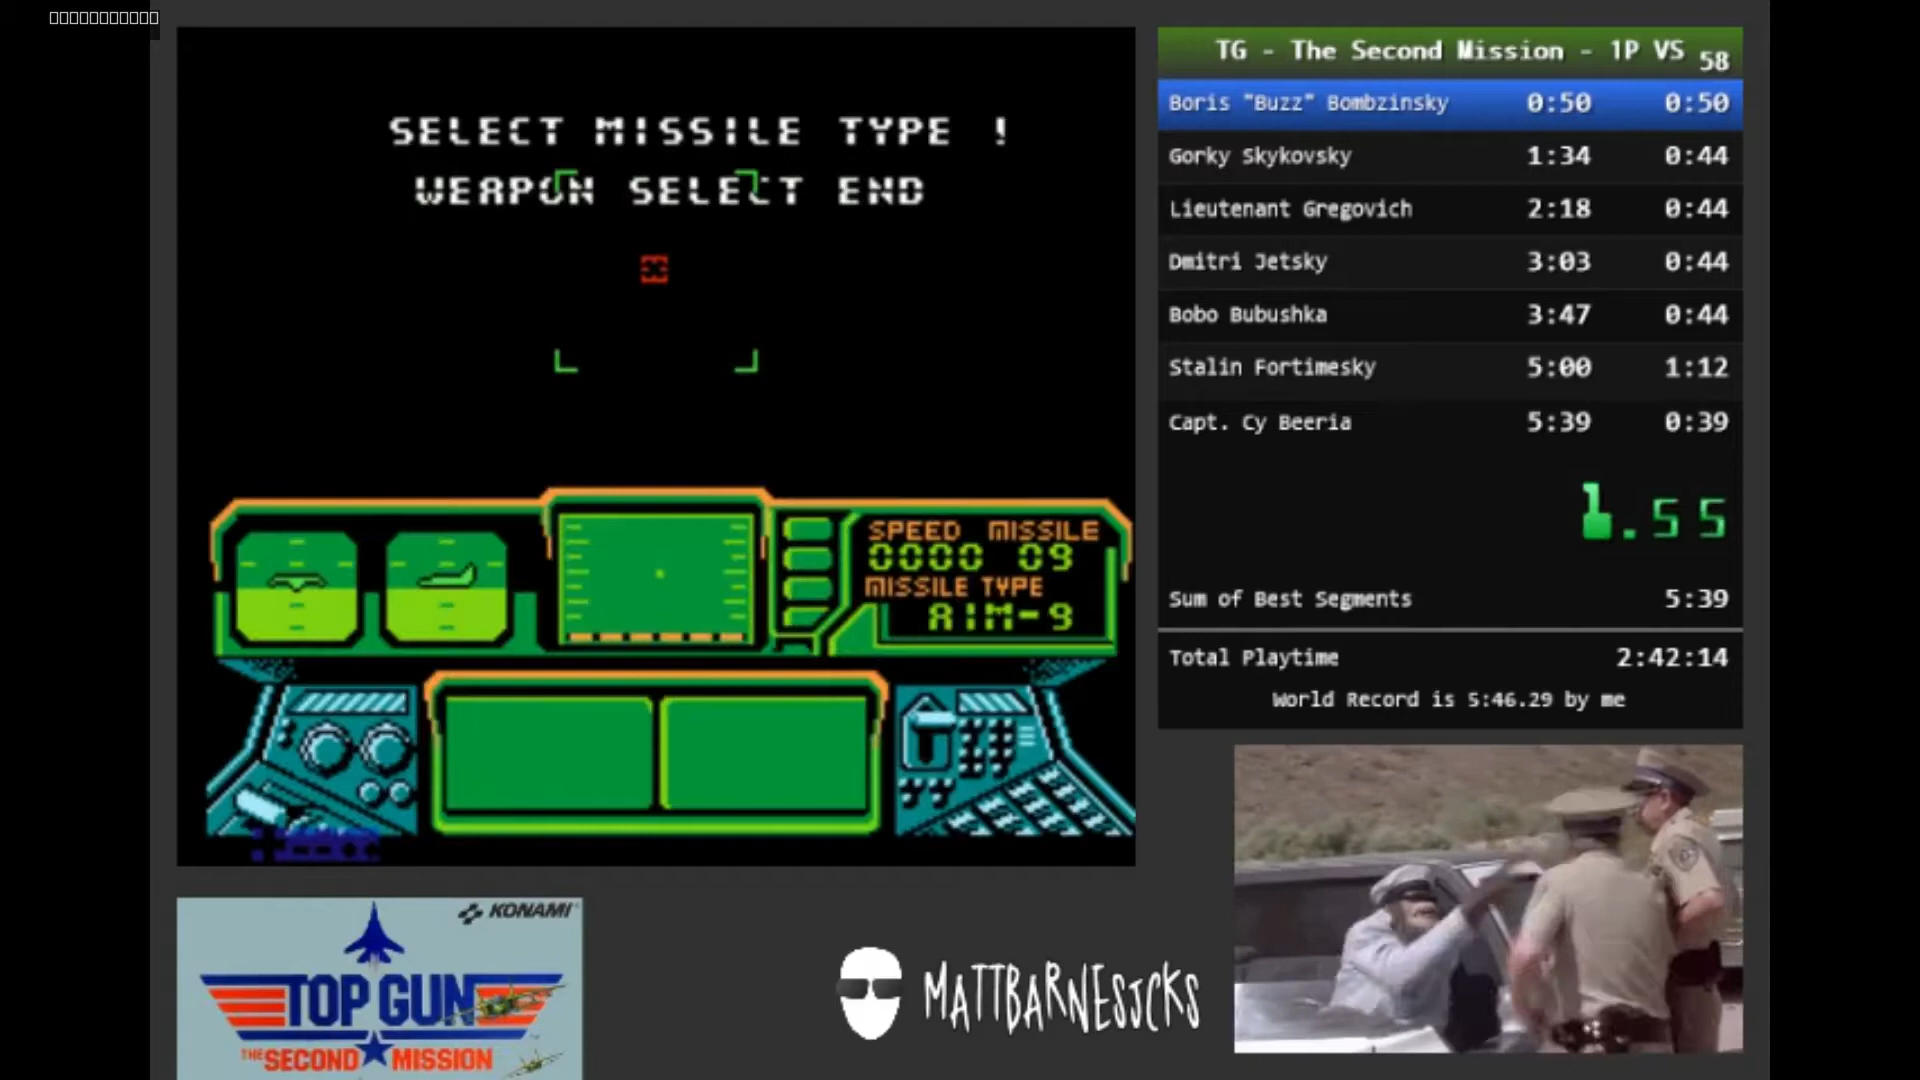 SELECT MISSILE TYPE !
WEAPON SELECT END
SPEED MISSILE
0000 09
MISSILE TYPE
AIM-9
TG - The Second Mission - 1P VS 58
Boris "Buzz" Bombzinsky 0:50 0:50
Gorky Skykovsky 1:34 0:44
Lieutenant Gregovich 2:18 0:44
Dmitri Jetsky 3:03 0:44
Bobo Bubushka 3:47 0:44
Stalin Fortimesky 5:00 1:12
Capt. Cy Beeria 5:39 0:39
1.55
Sum of Best Segments 5:39
Total Playtime 2:42:14
World Record is 5:46.29 by me
KONAMI
TOP GUN
THE SECOND MISSION
MATTBARNESJCKS